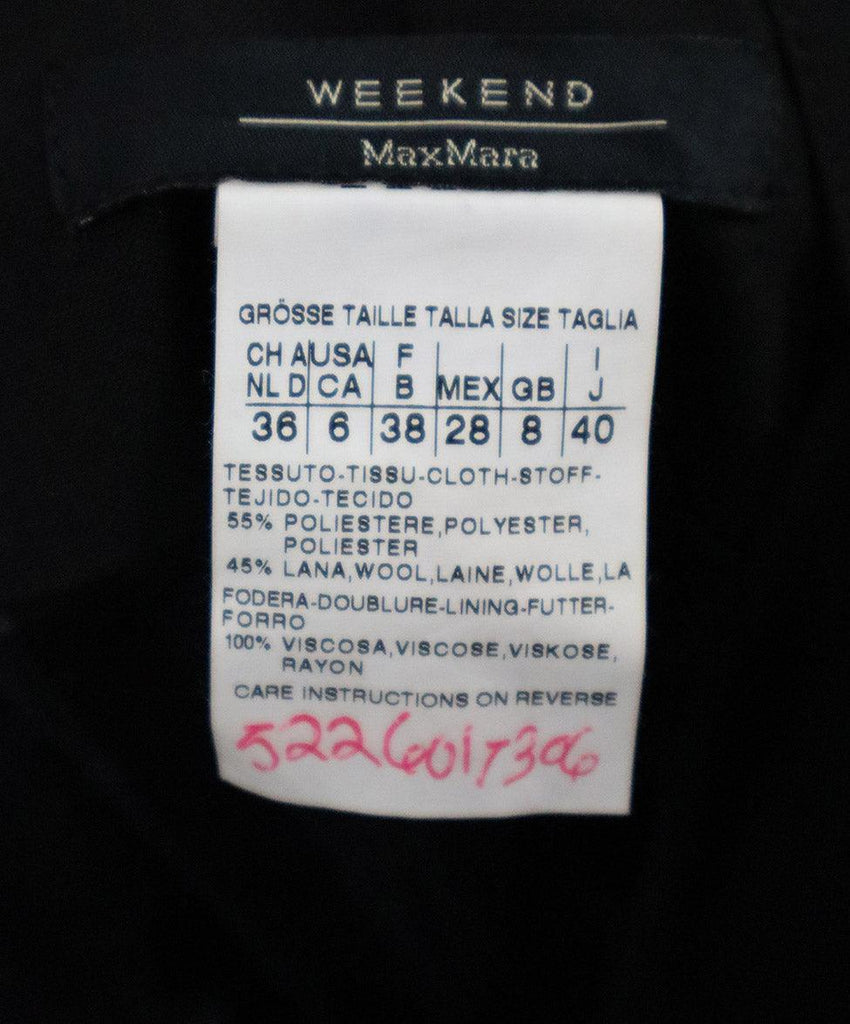 WEEKEND
MaxMara
GRÖSSE TAILLE TALLA SIZE TAGLIA
CH A USA F I
NL D CA B MEX GB J
36 6 38 28 8 40
TESSUTO-TISSU-CLOTH-STOFF-
TEJIDO-TECIDO
55% POLIESTERE,POLYESTER,
POLIESTER
45% LANA,WOOL,LAINE,WOLLE,LA
FODERA-DOUBLURE-LINING-FUTTER-
FORRO
100% VISCOSA,VISCOSE,VISKOSE,
RAYON
CARE INSTRUCTIONS ON REVERSE
5226017306